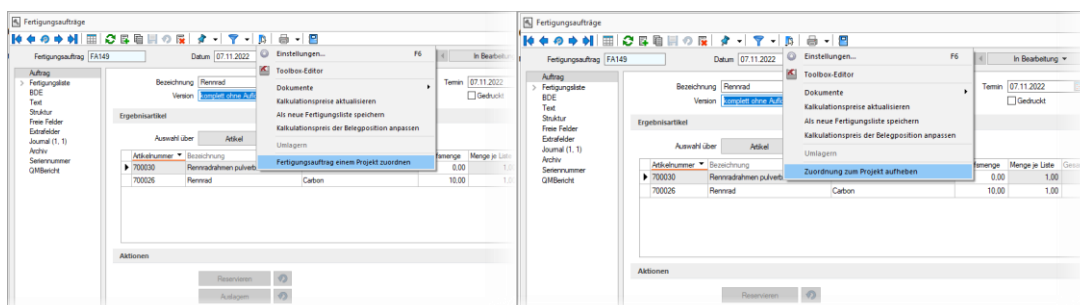 Fertigungsaufträge
Fertigungsauftrag FA149 Datum 07.11.2022 In Bearbeitung
Auftrag
Fertigungsliste
BDE
Text
Struktur
Freie Felder
Extrafelder
Journal (1, 1)
Archiv
Seriennummer
QMBericht
Bezeichnung Rennrad Termin 07.11.2022
Version komplett ohne Gedruckt
Ergebnisartikel
Auswahl über Artikel
Artikelnummer Bezeichnung Menge je Liste
700030 Rennradrahmen 0,00
700026 Rennrad Carbon 10,00
Einstellungen... F6
Toolbox-Editor
Dokumente
Kalkulationspreise aktualisieren
Als neue Fertigungsliste speichern
Kalkulationspreis der Belegposition anpassen
Umlagern
Fertigungsauftrag einem Projekt zuordnen
Aktionen
Reservieren
Auslagern
Fertigungsaufträge
Fertigungsauftrag FA149 Datum 07.11.2022 In Bearbeitung
Auftrag
Fertigungsliste
BDE
Text
Struktur
Freie Felder
Extrafelder
Journal (1, 1)
Archiv
Seriennummer
QMBericht
Bezeichnung Rennrad Termin 07.11.2022
Version komplett ohne Gedruckt
Ergebnisartikel
Auswahl über Artikel
Artikelnummer Bezeichnung Menge je Liste
700030 Rennradrahmen 0,00 1,00
700026 Rennrad Carbon 10,00 1,00
Einstellungen... F6
Toolbox-Editor
Dokumente
Kalkulationspreise aktualisieren
Als neue Fertigungsliste speichern
Kalkulationspreis der Belegposition anpassen
Umlagern
Zuordnung zum Projekt aufheben
Aktionen
Reservieren